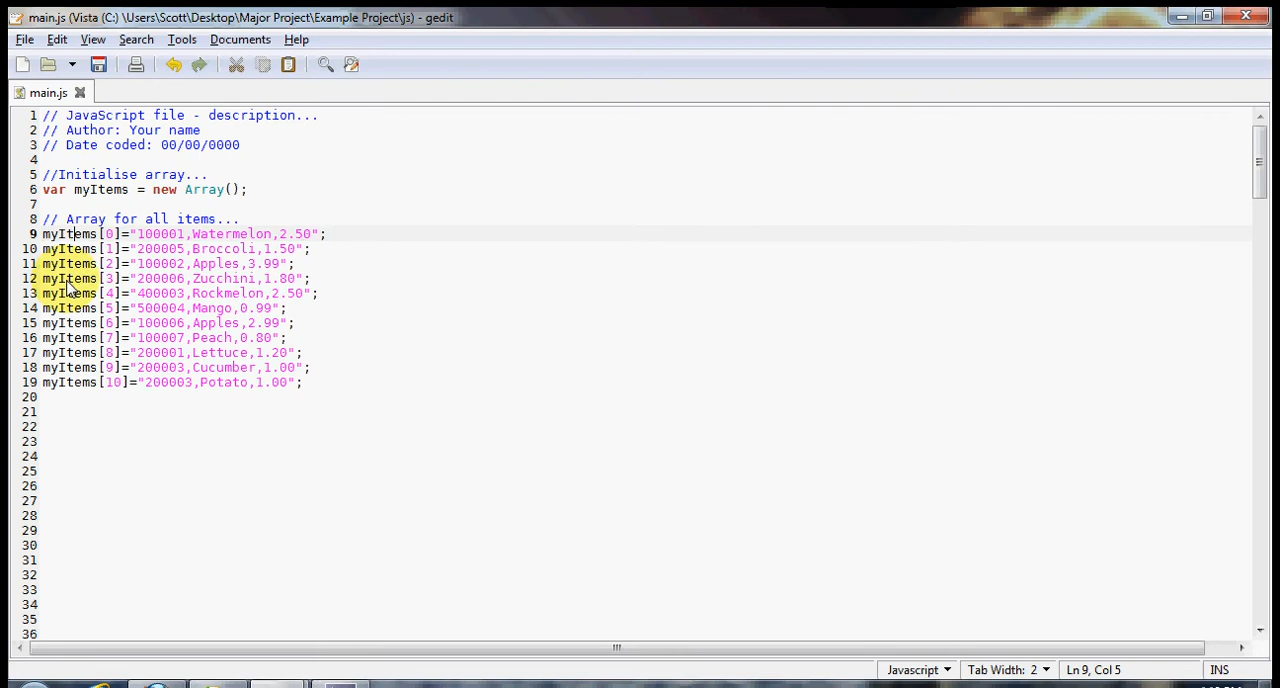 main.js (Vista (C:) \Users\Scott\Desktop\Major Project\Example Project\js) - gedit
File Edit View Search Tools Documents Help
main.js
1 // JavaScript file - description...
2 // Author: Your name
3 // Date coded: 00/00/0000
4
5 //Initialise array...
6 var myItems = new Array();
7
8 // Array for all items...
9 myItems[0]="100001,Watermelon,2.50";
10 myItems[1]="200005,Broccoli,1.50";
11 myItems[2]="100002,Apples,3.99";
12 myItems[3]="200006,Zucchini,1.80";
13 myItems[4]="400003,Rockmelon,2.50";
14 myItems[5]="500004,Mango,0.99";
15 myItems[6]="100006,Apples,2.99";
16 myItems[7]="100007,Peach,0.80";
17 myItems[8]="200001,Lettuce,1.20";
18 myItems[9]="200003,Cucumber,1.00";
19 myItems[10]="200003,Potato,1.00";
20
21
22
23
24
25
26
27
28
29
30
31
32
33
34
35
36
Javascript Tab Width: 2 Ln 9, Col 5 INS